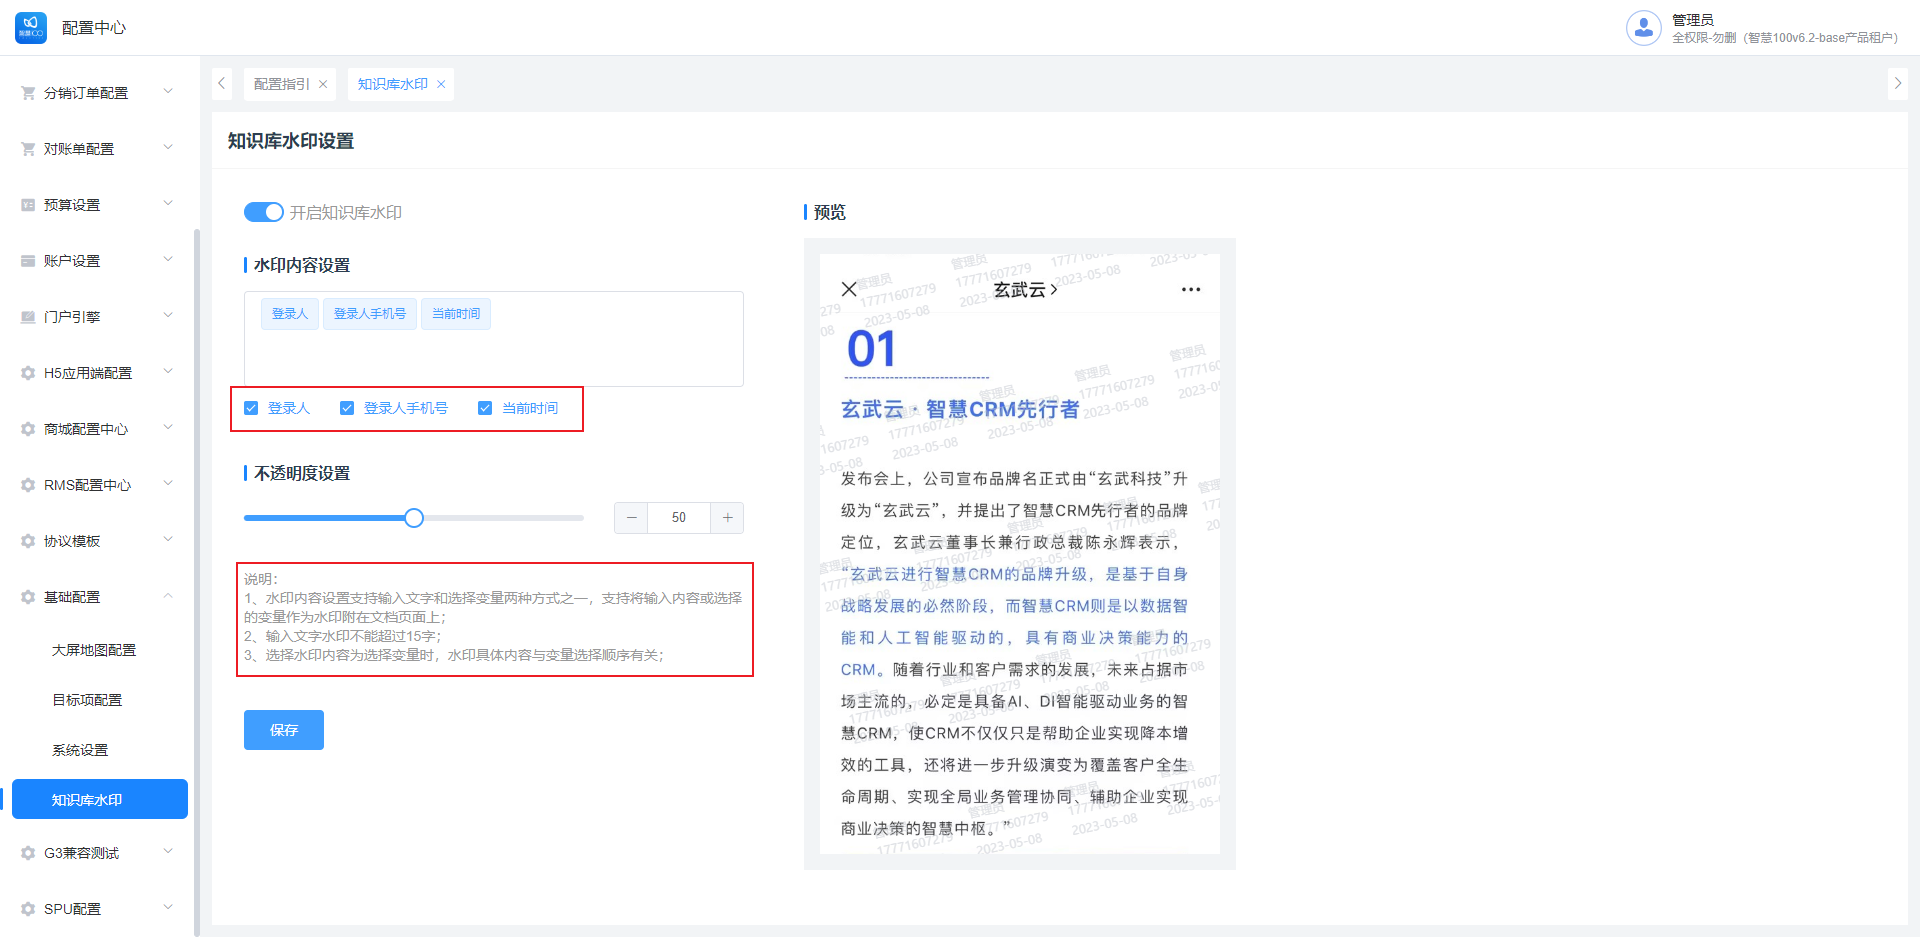 配置中心
管理员
全权限-勿删（智慧100v6.2-base产品租户）
分销订单配置
对账单配置
预算设置
账户设置
门户引擎
H5应用端配置
商城配置中心
RMS配置中心
协议模板
基础配置
大屏地图配置
目标项配置
系统设置
知识库水印
G3兼容测试
SPU配置
配置指引
知识库水印
知识库水印设置
开启知识库水印
水印内容设置
登录人 登录人手机号 当前时间
登录人 登录人手机号 当前时间
不透明度设置
50
说明：
1、水印内容设置支持输入文字和选择变量两种方式之一，支持将输入内容或选择
的变量作为水印附在文档页面上；
2、输入文字水印不能超过15字；
3、选择水印内容为选择变量时，水印具体内容与变量选择顺序有关；
保存
预览
玄武云
01
玄武云·智慧CRM先行者
发布会上，公司宣布品牌名正式由“玄武科技”升
级为“玄武云”，并提出了智慧CRM先行者的品牌
定位，玄武云董事长兼行政总裁陈永辉表示，
“玄武云进行智慧CRM的品牌升级，是基于自身
战略发展的必然阶段，而智慧CRM则是以数据智
能和人工智能驱动的，具有商业决策能力的
CRM。随着行业和客户需求的发展，未来占据市
场主流的，必定是具备AI、DI智能驱动业务的智
慧CRM，使CRM不仅仅只是帮助企业实现降本增
效的工具，还将进一步升级演变为覆盖客户全生
命周期、实现全局业务管理协同、辅助企业实现
商业决策的智慧中枢。”
管理员
17771607279
2023-05-08